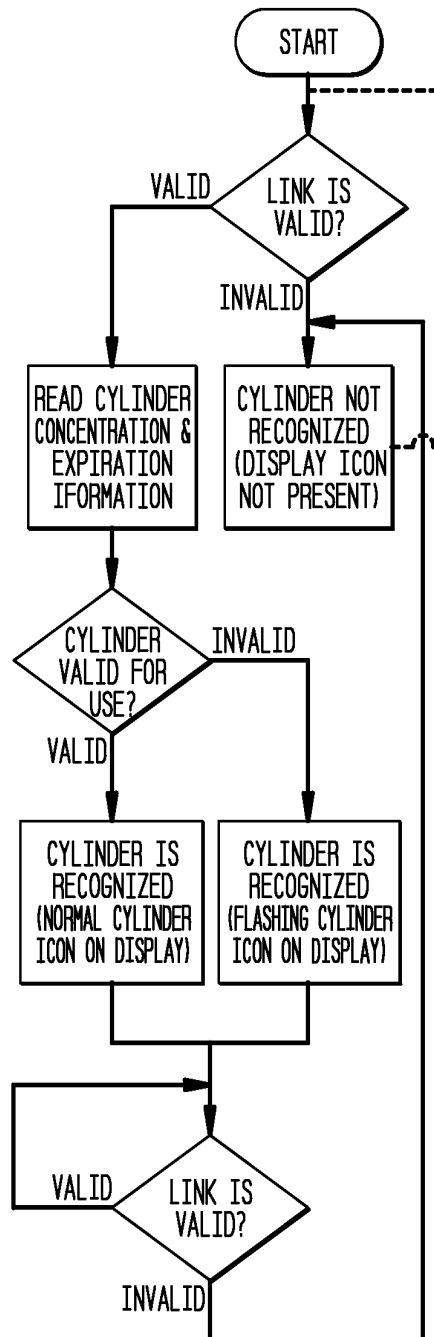 START
LINK IS
VALID?
VALID
INVALID
READ CYLINDER
CONCENTRATION &
EXPIRATION
IFORMATION
CYLINDER NOT
RECOGNIZED
(DISPLAY ICON
NOT PRESENT)
CYLINDER
VALID FOR
USE?
INVALID
VALID
CYLINDER IS
RECOGNIZED
(NORMAL CYLINDER
ICON ON DISPLAY)
CYLINDER IS
RECOGNIZED
(FLASHING CYLINDER
ICON ON DISPLAY)
VALID
LINK IS
VALID?
INVALID